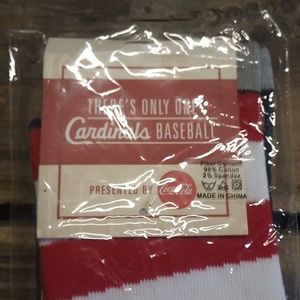 THERE'S ONLY ONE
Cardinals BASEBALL
PRESENTED BY Coca-Cola
Fiber Content:
98% Cotton
2% Spandex
MADE IN CHINA